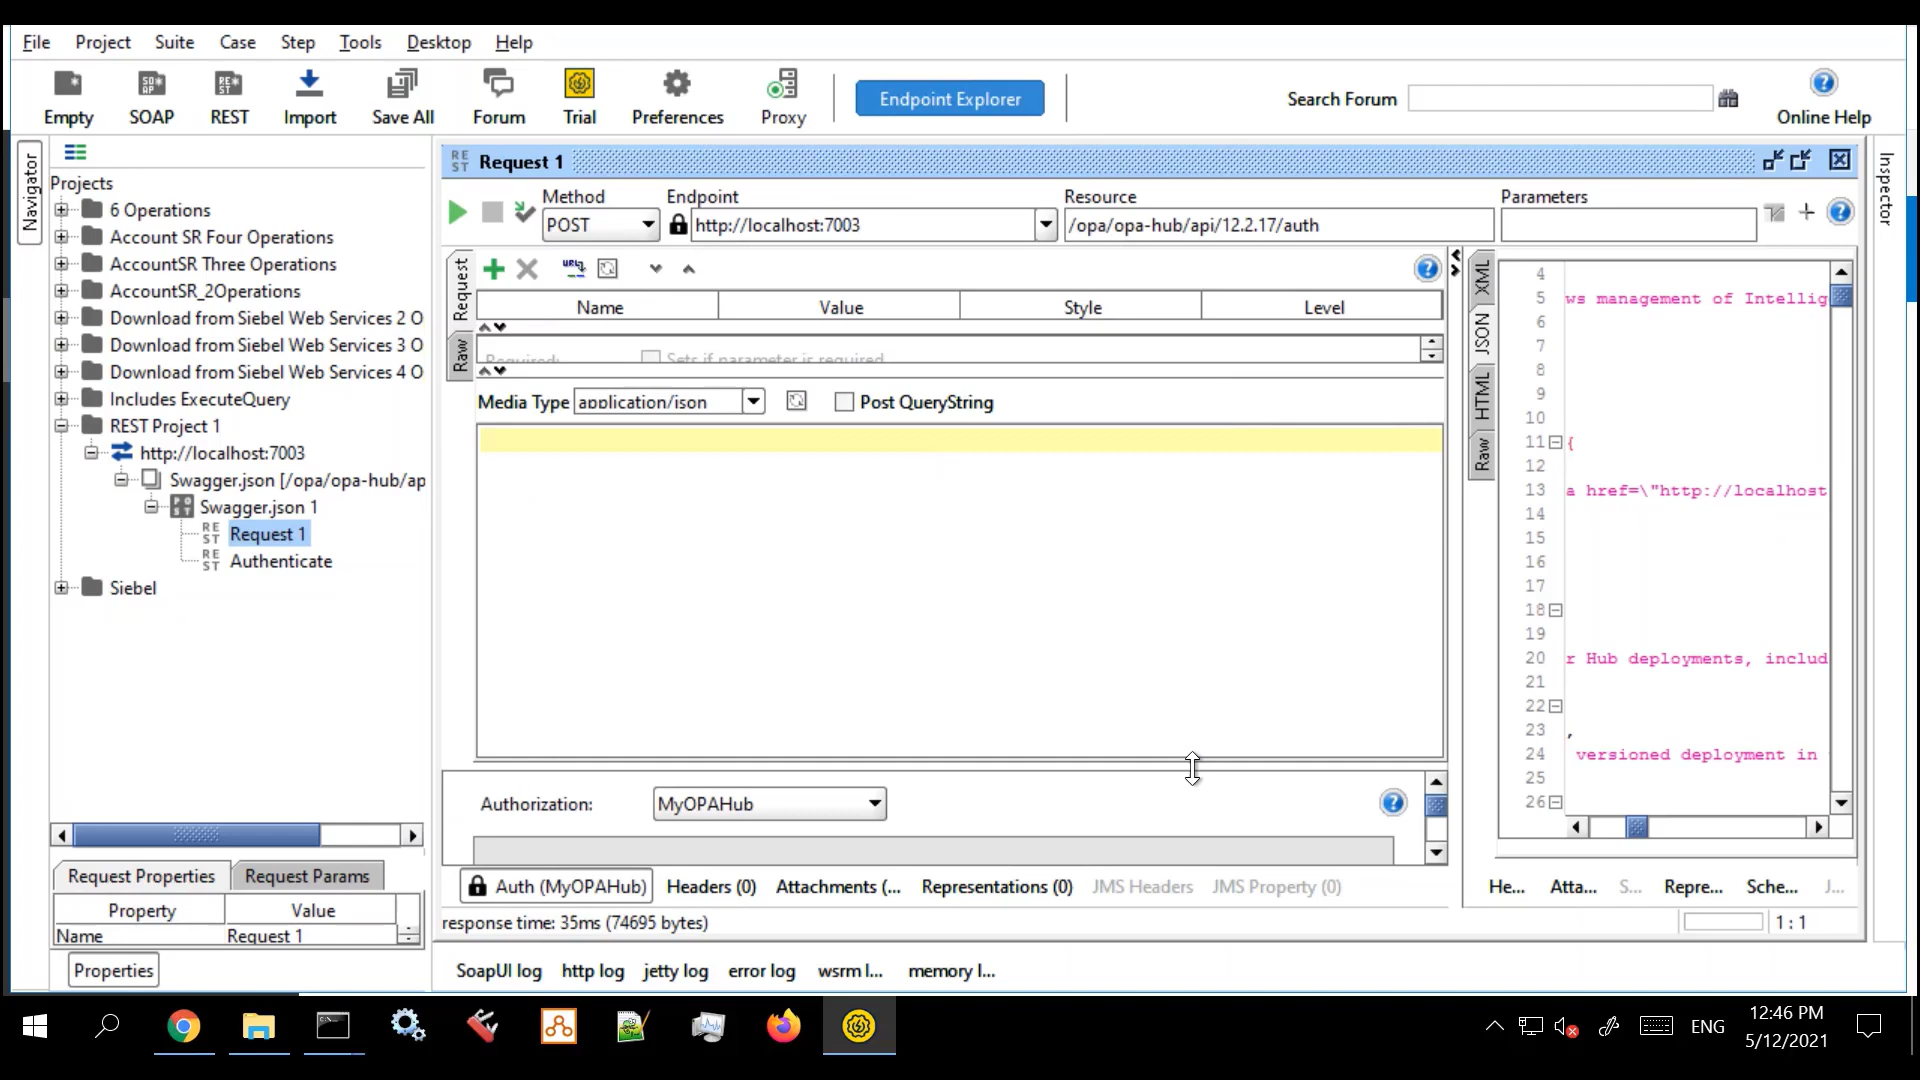 File Project Suite Case Step Tools Desktop Help
Empty SOAP REST Import Save All Forum Trial Preferences Proxy Endpoint Explorer Search Forum Online Help
Navigator
Projects
6 Operations
Account SR Four Operations
AccountSR Three Operations
AccountSR_2Operations
Download from Siebel Web Services 2 O
Download from Siebel Web Services 3 O
Download from Siebel Web Services 4 O
Includes ExecuteQuery
REST Project 1
http://localhost:7003
Swagger.json [/opa/opa-hub/ap
Swagger.json 1
Request 1
Authenticate
Siebel
Request Properties Request Params
Property Value
Name Request 1
Properties
Request 1
Method Endpoint Resource Parameters
POST http://localhost:7003 /opa/opa-hub/api/12.2.17/auth
Request
Raw
Name Value Style Level
Required: Sets if parameter is required
Media Type application/json Post QueryString
Authorization: MyOPAHub
Auth (MyOPAHub) Headers (0) Attachments (... Representations (0) JMS Headers JMS Property (0)
response time: 35ms (74695 bytes)
XML
JSON
HTML
Raw
4
5 ws management of Intellig
6
7
8
9
10
11 {
12
13 a href=\"http://localhost
14
15
16
17
18
19
20 r Hub deployments, includ
21
22
23 ,
24 versioned deployment in
25
26
He... Atta... S... Repre... Sche... J...
1 : 1
Inspector
SoapUI log http log jetty log error log wsrm l... memory l...
ENG
12:46 PM
5/12/2021